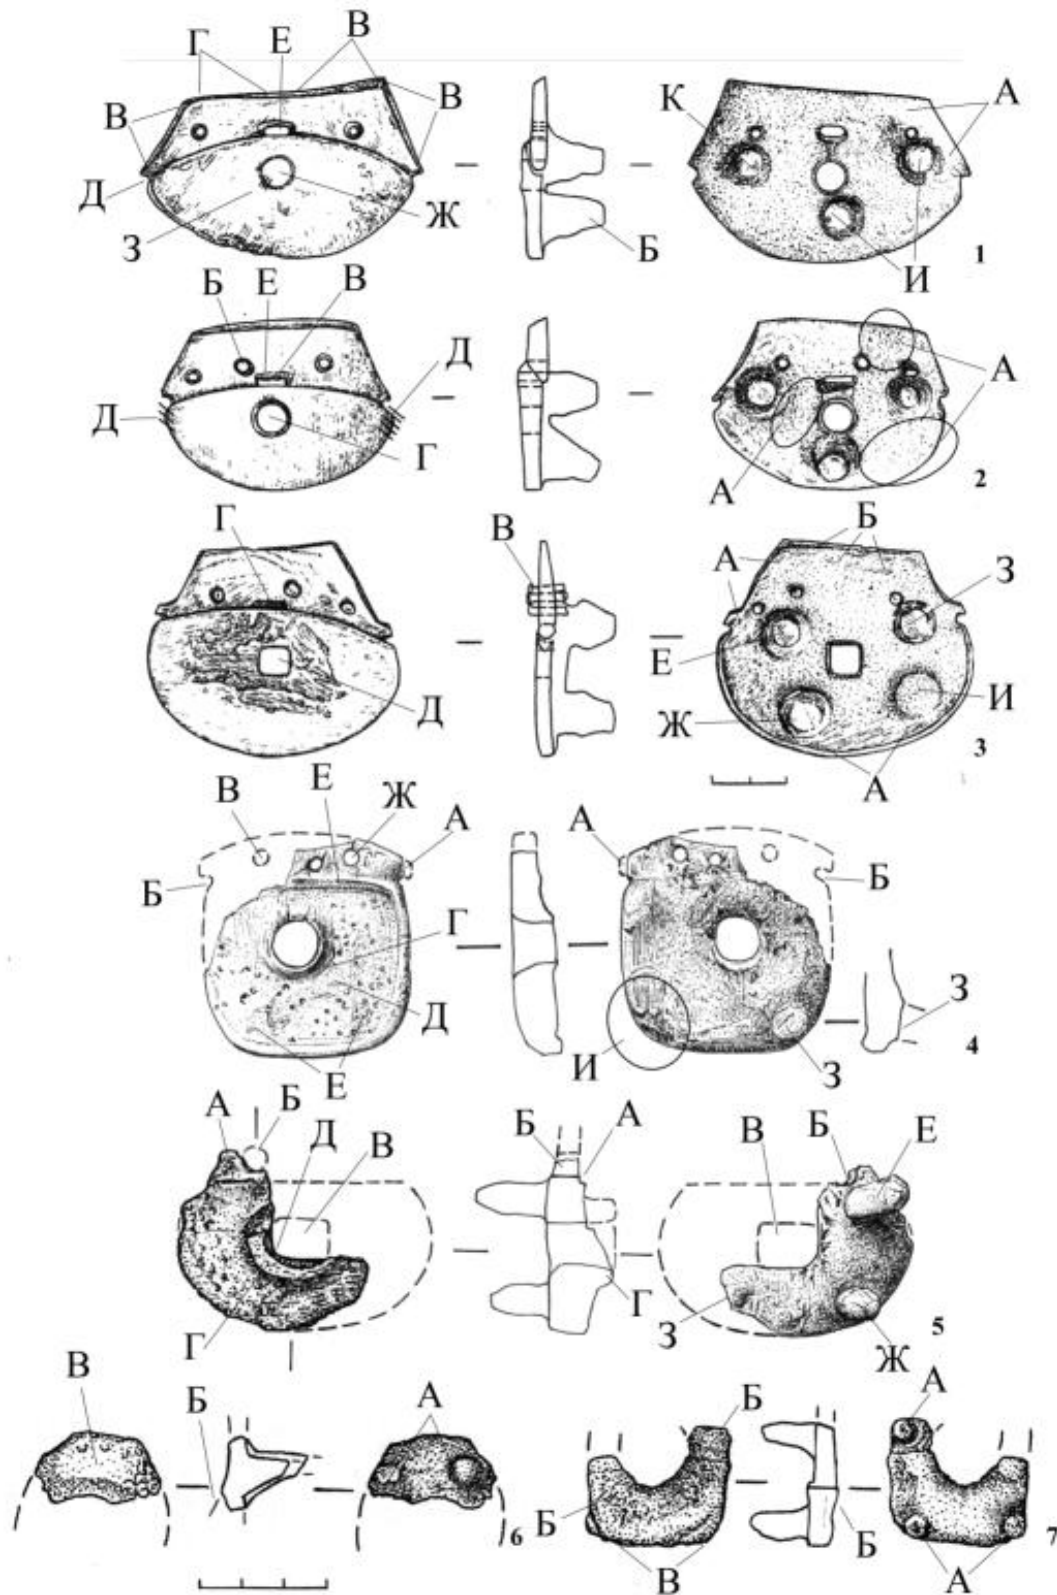 Г Е В
В В К А
Д З Ж Б И 1
Б Е В
Д Д А
Г А 2
Г В Б
А З
Е И
Д Ж А 3
В Е Ж А А
Б Б
Г
Д З
Е И З 4
А Б Д В Б А В Б Е
Г Г З Ж 5
В Б А Б А
Б
6 В Б А 7